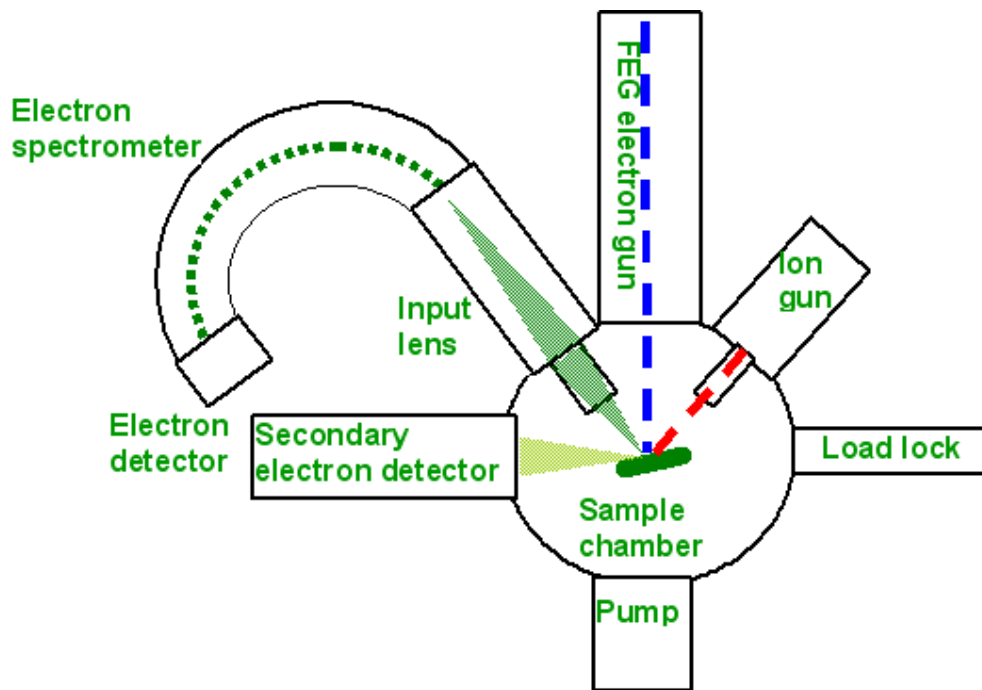 Electron
spectrometer
FEG electron gun
Ion
gun
Input
lens
Electron
detector
Secondary
electron detector
Load lock
Sample
chamber
Pump